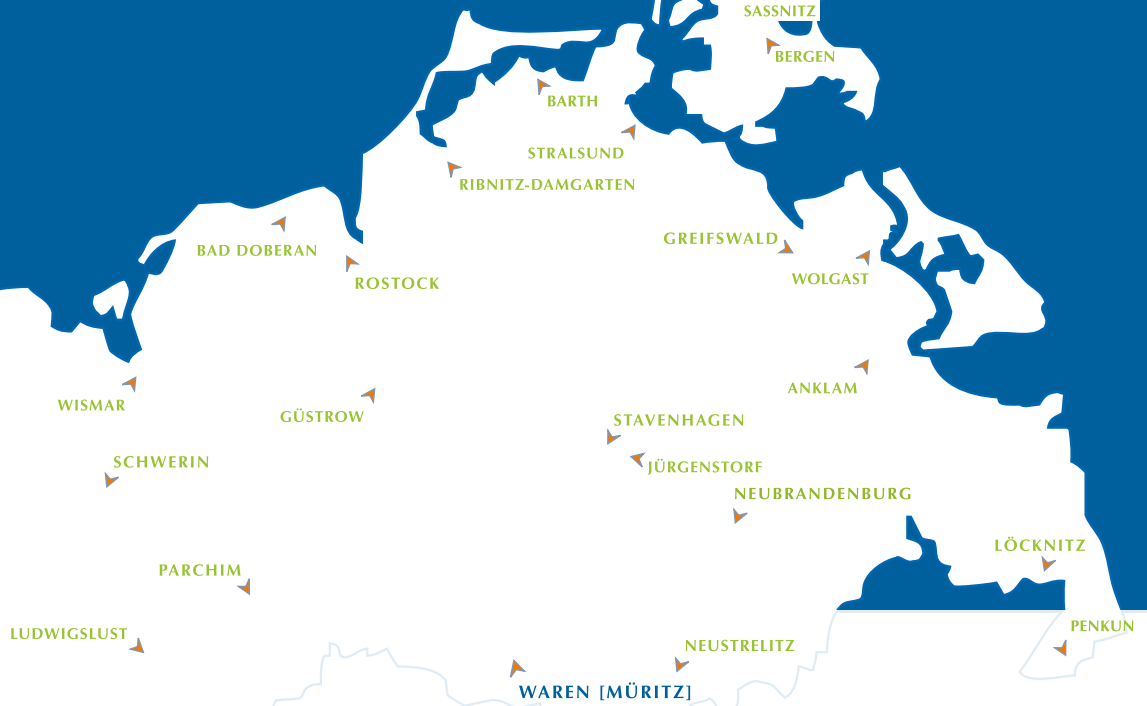 SASSNITZ
BERGEN
BARTH
STRALSUND
RIBNITZ-DAMGARTEN
GREIFSWALD
BAD DOBERAN
WOLGAST
ROSTOCK
ANKLAM
WISMAR
GÜSTROW
STAVENHAGEN
SCHWERIN
JÜRGENSTORF
NEUBRANDENBURG
LÖCKNITZ
PARCHIM
PENKUN
LUDWIGSLUST
NEUSTRELITZ
WAREN [MÜRITZ]